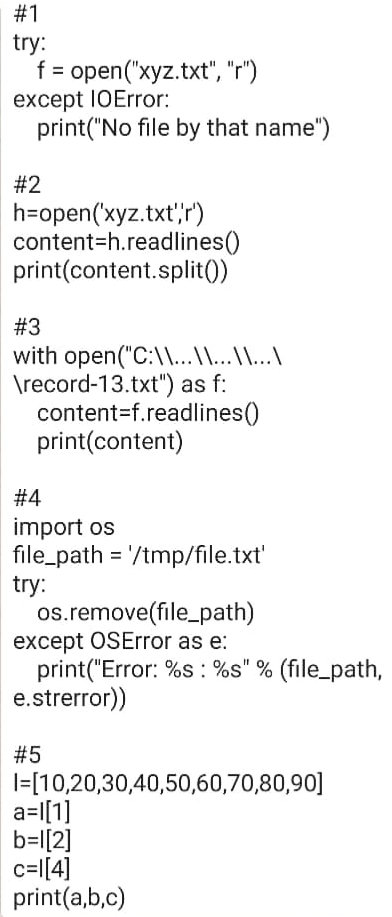 #1
try:
    f = open("xyz.txt", "r")
except IOError:
    print("No file by that name")

#2
h=open('xyz.txt','r')
content=h.readlines()
print(content.split())

#3
with open("C:\\...\\...\\...\
\record-13.txt") as f:
    content=f.readlines()
    print(content)

#4
import os
file_path = '/tmp/file.txt'
try:
    os.remove(file_path)
except OSError as e:
    print("Error: %s : %s" % (file_path,
e.strerror))

#5
l=[10,20,30,40,50,60,70,80,90]
a=l[1]
b=l[2]
c=l[4]
print(a,b,c)